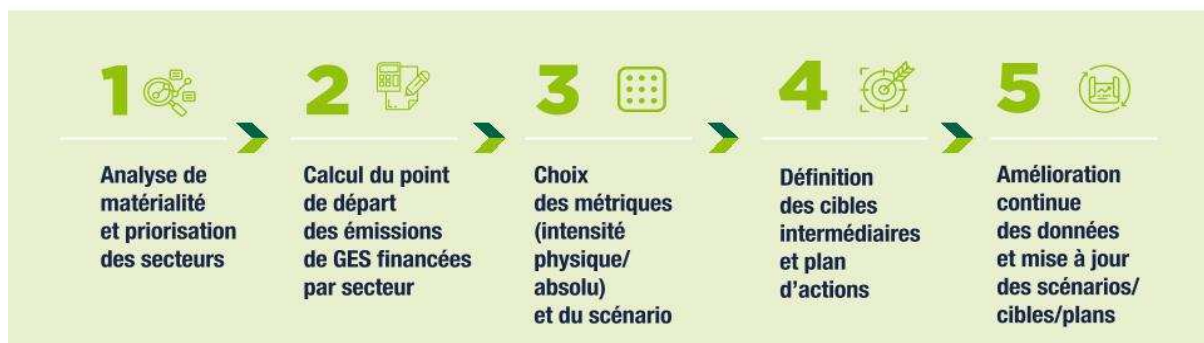 1
Analyse de
matérialité
et priorisation
des secteurs
2
Calcul du point
de départ
des émissions
de GES financées
par secteur
3
Choix
des métriques
(intensité
physique/
absolu)
et du scénario
4
Définition
des cibles
intermédiaires
et plan
d’actions
5
Amélioration
continue
des données
et mise à jour
des scénarios/
cibles/plans